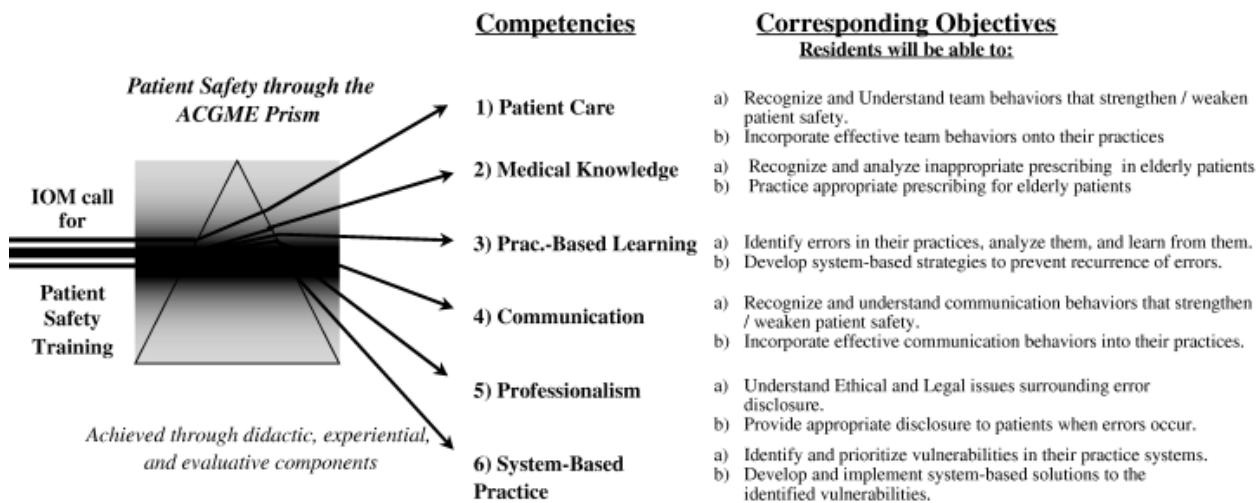 Competencies
Corresponding Objectives
Residents will be able to:
Patient Safety through the
ACGME Prism
IOM call
for
Patient
Safety
Training
Achieved through didactic, experiential,
and evaluative components
1) Patient Care
a) Recognize and Understand team behaviors that strengthen / weaken
patient safety.
b) Incorporate effective team behaviors onto their practices
2) Medical Knowledge
a) Recognize and analyze inappropriate prescribing in elderly patients
b) Practice appropriate prescribing for elderly patients
3) Prac.-Based Learning
a) Identify errors in their practices, analyze them, and learn from them.
b) Develop system-based strategies to prevent recurrence of errors.
4) Communication
a) Recognize and understand communication behaviors that strengthen
/ weaken patient safety.
b) Incorporate effective communication behaviors into their practices.
5) Professionalism
a) Understand Ethical and Legal issues surrounding error
disclosure.
b) Provide appropriate disclosure to patients when errors occur.
6) System-Based
Practice
a) Identify and prioritize vulnerabilities in their practice systems.
b) Develop and implement system-based solutions to the
identified vulnerabilities.